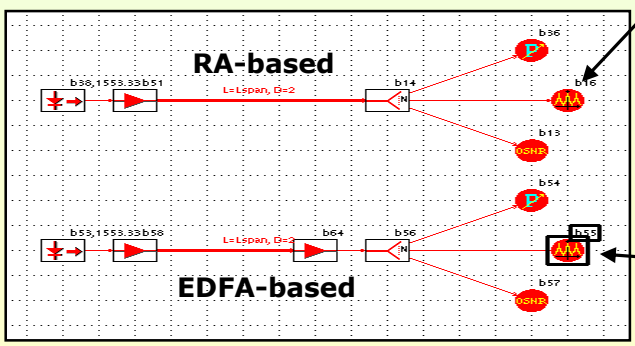 b36
RA-based
b38,1553.33b51
b14
b16
L=Lspan, D=2
N
P
b13
OSNR
b54
P
b53,1553.33b58
L=Lspan, D=2
b64
b56
b55
N
EDFA-based
b57
OSNR